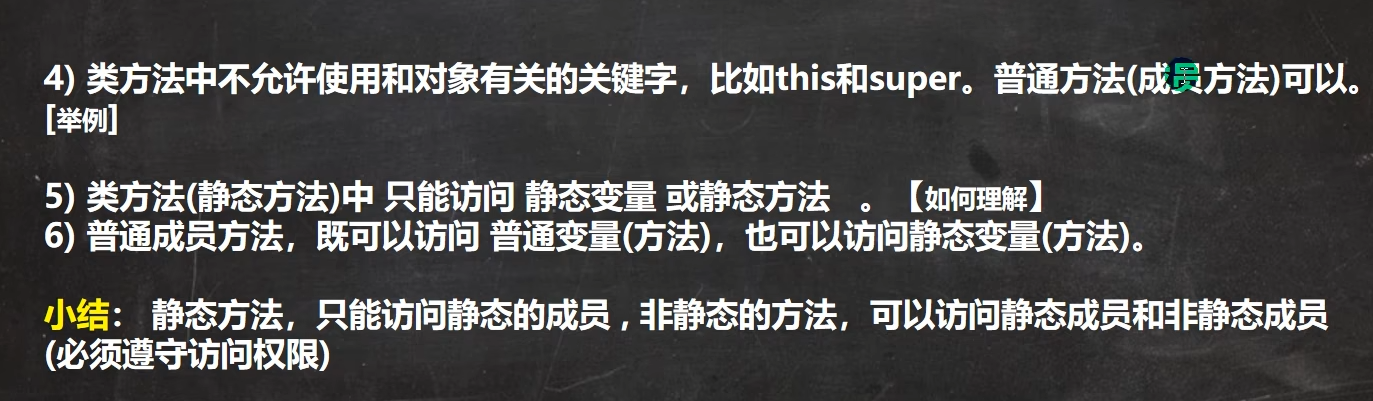 4) 类方法中不允许使用和对象有关的关键字，比如this和super。普通方法(成员方法)可以。
[举例]
5) 类方法(静态方法)中 只能访问 静态变量 或静态方法 。【如何理解】
6) 普通成员方法，既可以访问 普通变量(方法)，也可以访问静态变量(方法)。
小结： 静态方法，只能访问静态的成员 , 非静态的方法，可以访问静态成员和非静态成员
(必须遵守访问权限)